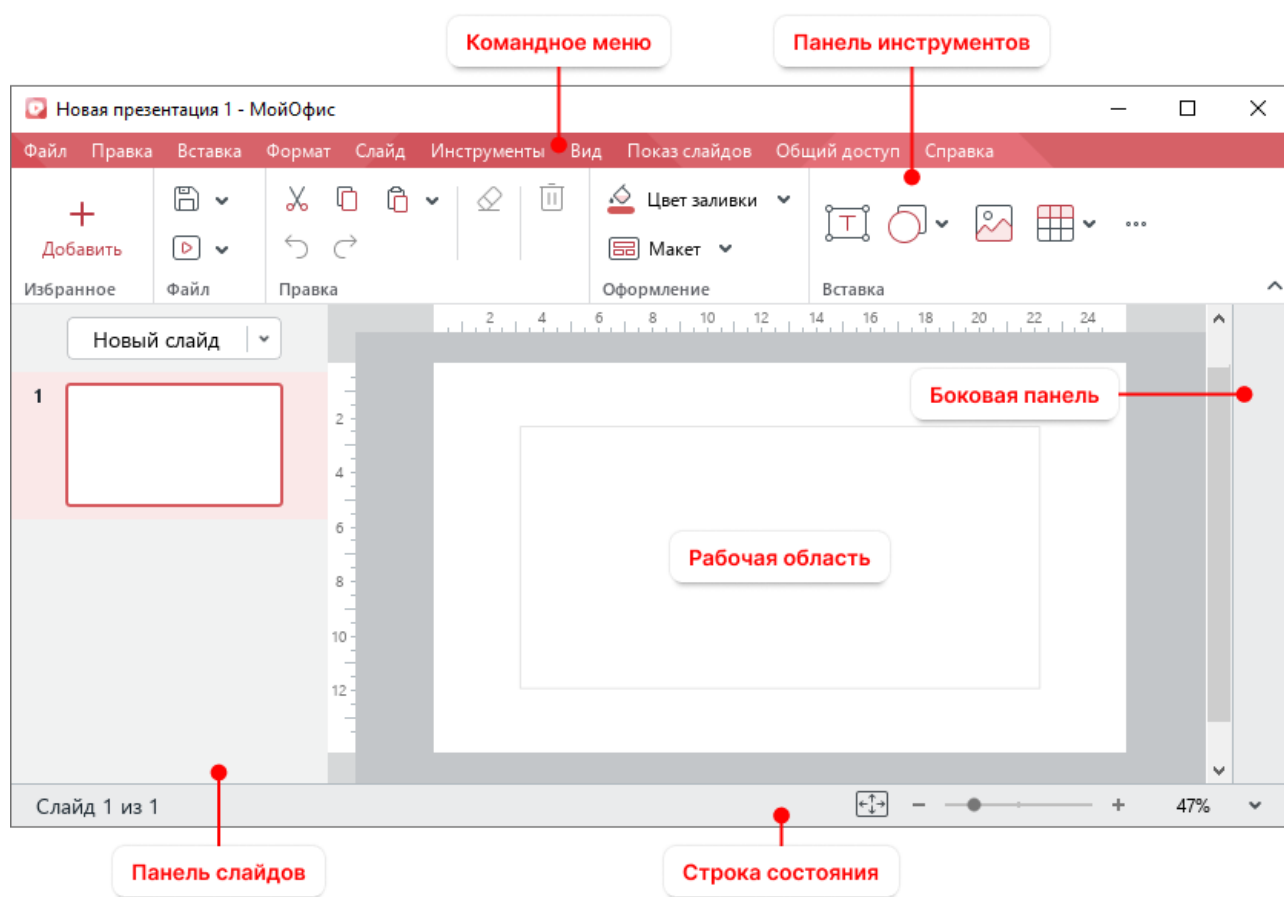 Командное меню
Панель инструментов
Новая презентация 1 - МойОфис
Файл Правка Вставка Формат Слайд Инструменты Вид Показ слайдов Общий доступ Справка
Добавить
Цвет заливки
Макет
Избранное Файл Правка Оформление Вставка
Новый слайд
2 4 6 8 10 12 14 16 18 20 22 24
1
Боковая панель
2
4
6
Рабочая область
8
10
12
Слайд 1 из 1
47%
Панель слайдов
Строка состояния